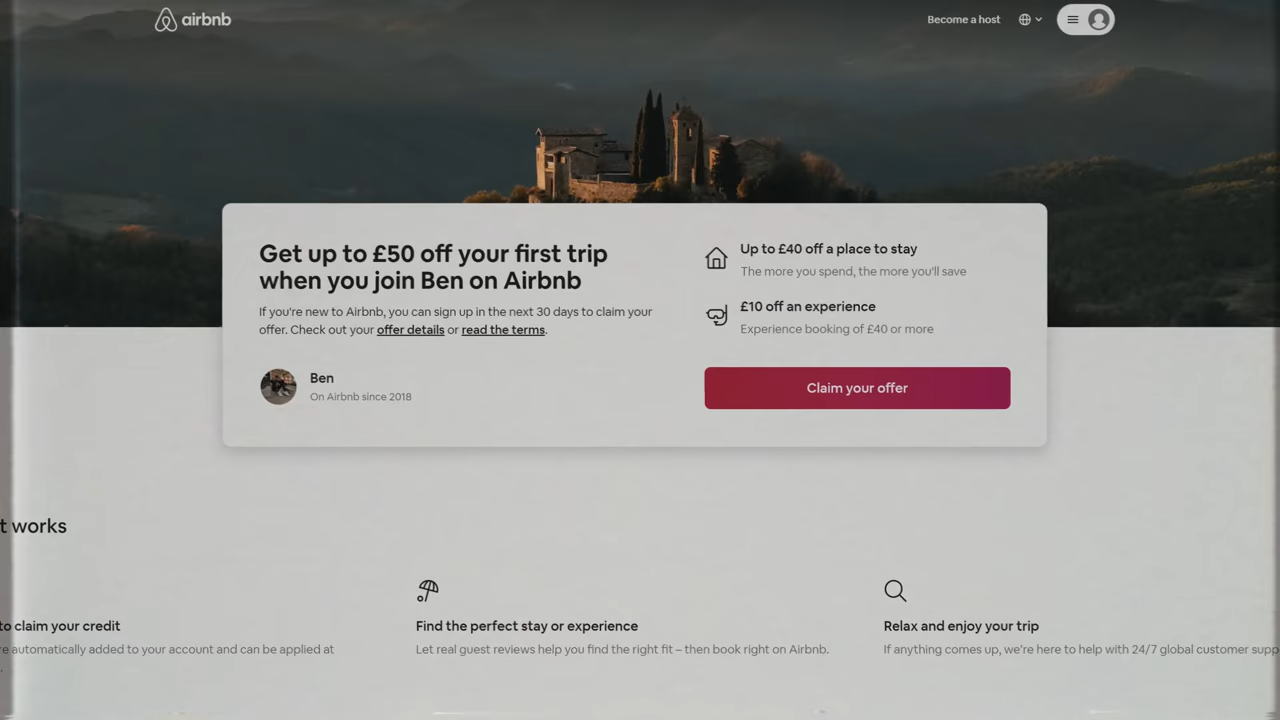 airbnb
Become a host
Get up to £50 off your first trip
when you join Ben on Airbnb
If you're new to Airbnb, you can sign up in the next 30 days to claim your
offer. Check out your offer details or read the terms.
Ben
On Airbnb since 2018
Up to £40 off a place to stay
The more you spend, the more you'll save
£10 off an experience
Experience booking of £40 or more
Claim your offer
t works
to claim your credit
re automatically added to your account and can be applied at
.
Find the perfect stay or experience
Let real guest reviews help you find the right fit – then book right on Airbnb.
Relax and enjoy your trip
If anything comes up, we're here to help with 24/7 global customer supp